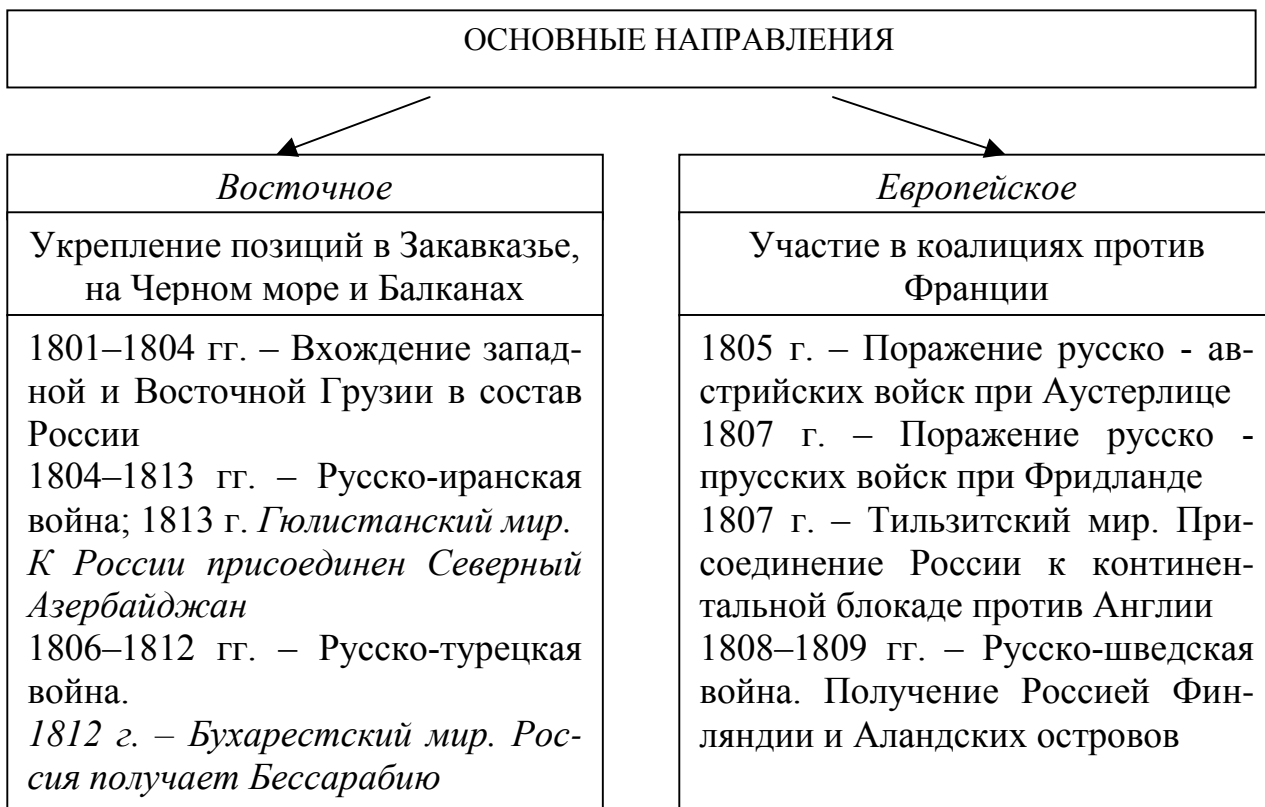 ОСНОВНЫЕ НАПРАВЛЕНИЯ
Восточное
Укрепление позиций в Закавказье,
на Черном море и Балканах
1801–1804 гг. – Вхождение запад-
ной и Восточной Грузии в состав
России
1804–1813 гг. – Русско-иранская
война; 1813 г. Гюлистанский мир.
К России присоединен Северный
Азербайджан
1806–1812 гг. – Русско-турецкая
война.
1812 г. – Бухарестский мир. Рос-
сия получает Бессарабию
Европейское
Участие в коалициях против
Франции
1805 г. – Поражение русско - ав-
стрийских войск при Аустерлице
1807 г. – Поражение русско -
прусских войск при Фридланде
1807 г. – Тильзитский мир. При-
соединение России к континен-
тальной блокаде против Англии
1808–1809 гг. – Русско-шведская
война. Получение Россией Фин-
ляндии и Аландских островов